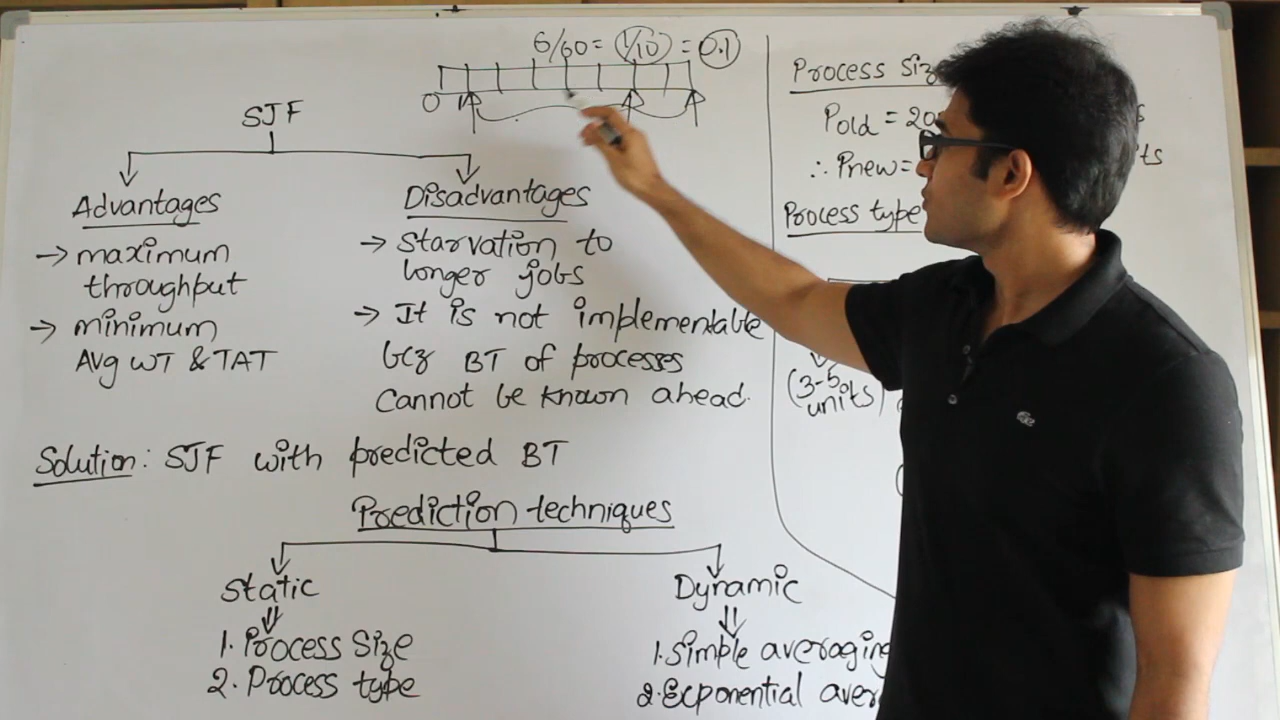 6/60 = 1/10 = 0.1
0 1
SJF
Advantages
→ maximum
throughput
→ minimum
Avg WT & TAT
Disadvantages
→ Starvation to
longer jobs
→ It is not implementable
bcz BT of processes
cannot be known ahead.
Solution: SJF with predicted BT
Prediction techniques
Static
1. Process Size
2. Process type
Dynamic
1. Simple averaging
2. Exponential aver
Process Siz
Pold = 20
∴ Pnew =
Process type
(3-5
units)